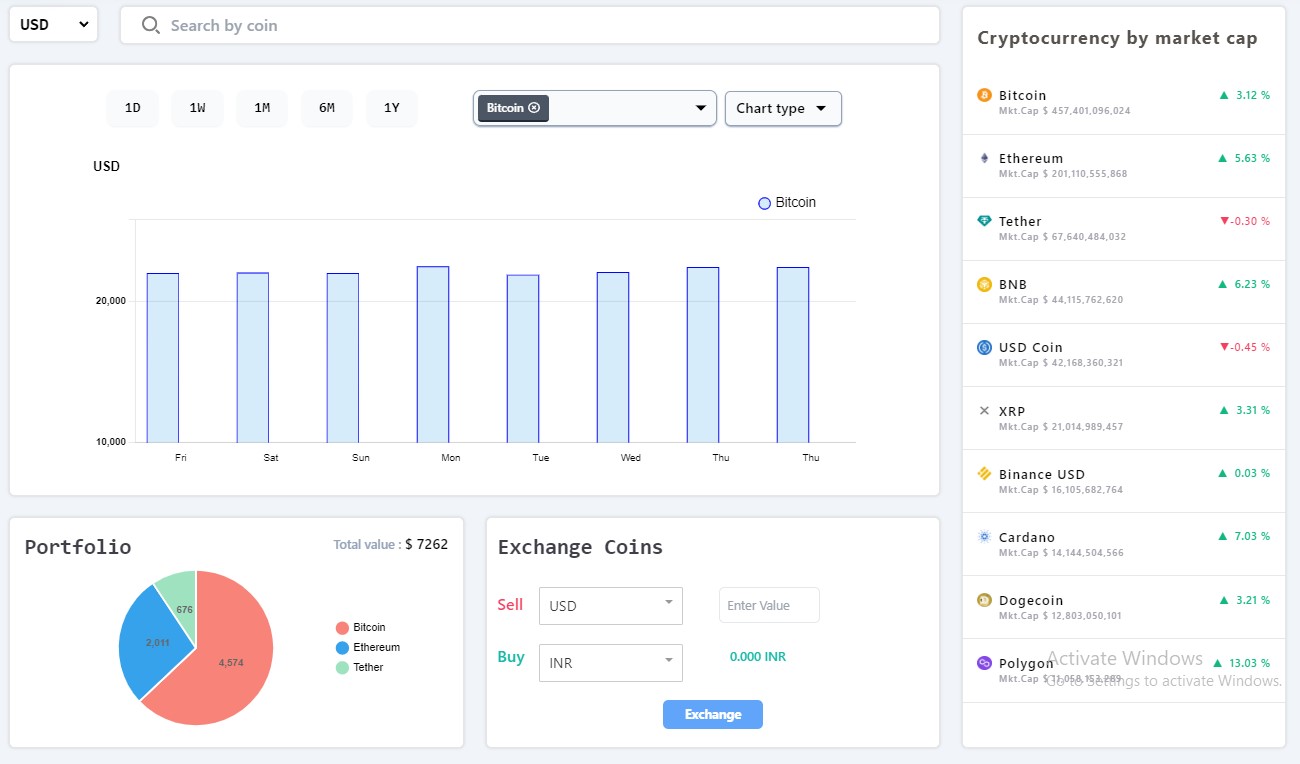 USD
Search by coin
1D 1W 1M 6M 1Y
Bitcoin
Chart type
USD
Bitcoin
20,000
10,000
Fri Sat Sun Mon Tue Wed Thu Thu
Portfolio
Total value : $ 7262
676
2,011
4,574
Bitcoin
Ethereum
Tether
Exchange Coins
Sell USD Enter Value
Buy INR 0.000 INR
Exchange
Cryptocurrency by market cap
Bitcoin ▲ 3.12 %
Mkt.Cap $ 457,401,096,024
Ethereum ▲ 5.63 %
Mkt.Cap $ 201,110,555,868
Tether ▼-0.30 %
Mkt.Cap $ 67,640,484,032
BNB ▲ 6.23 %
Mkt.Cap $ 44,115,762,620
USD Coin ▼-0.45 %
Mkt.Cap $ 42,168,360,321
XRP ▲ 3.31 %
Mkt.Cap $ 21,014,989,457
Binance USD ▲ 0.03 %
Mkt.Cap $ 16,105,682,764
Cardano ▲ 7.03 %
Mkt.Cap $ 14,144,504,566
Dogecoin ▲ 3.21 %
Mkt.Cap $ 12,803,050,101
Polygon ▲ 13.03 %
Mkt.Cap $
Activate Windows
Go to Settings to activate Windows.